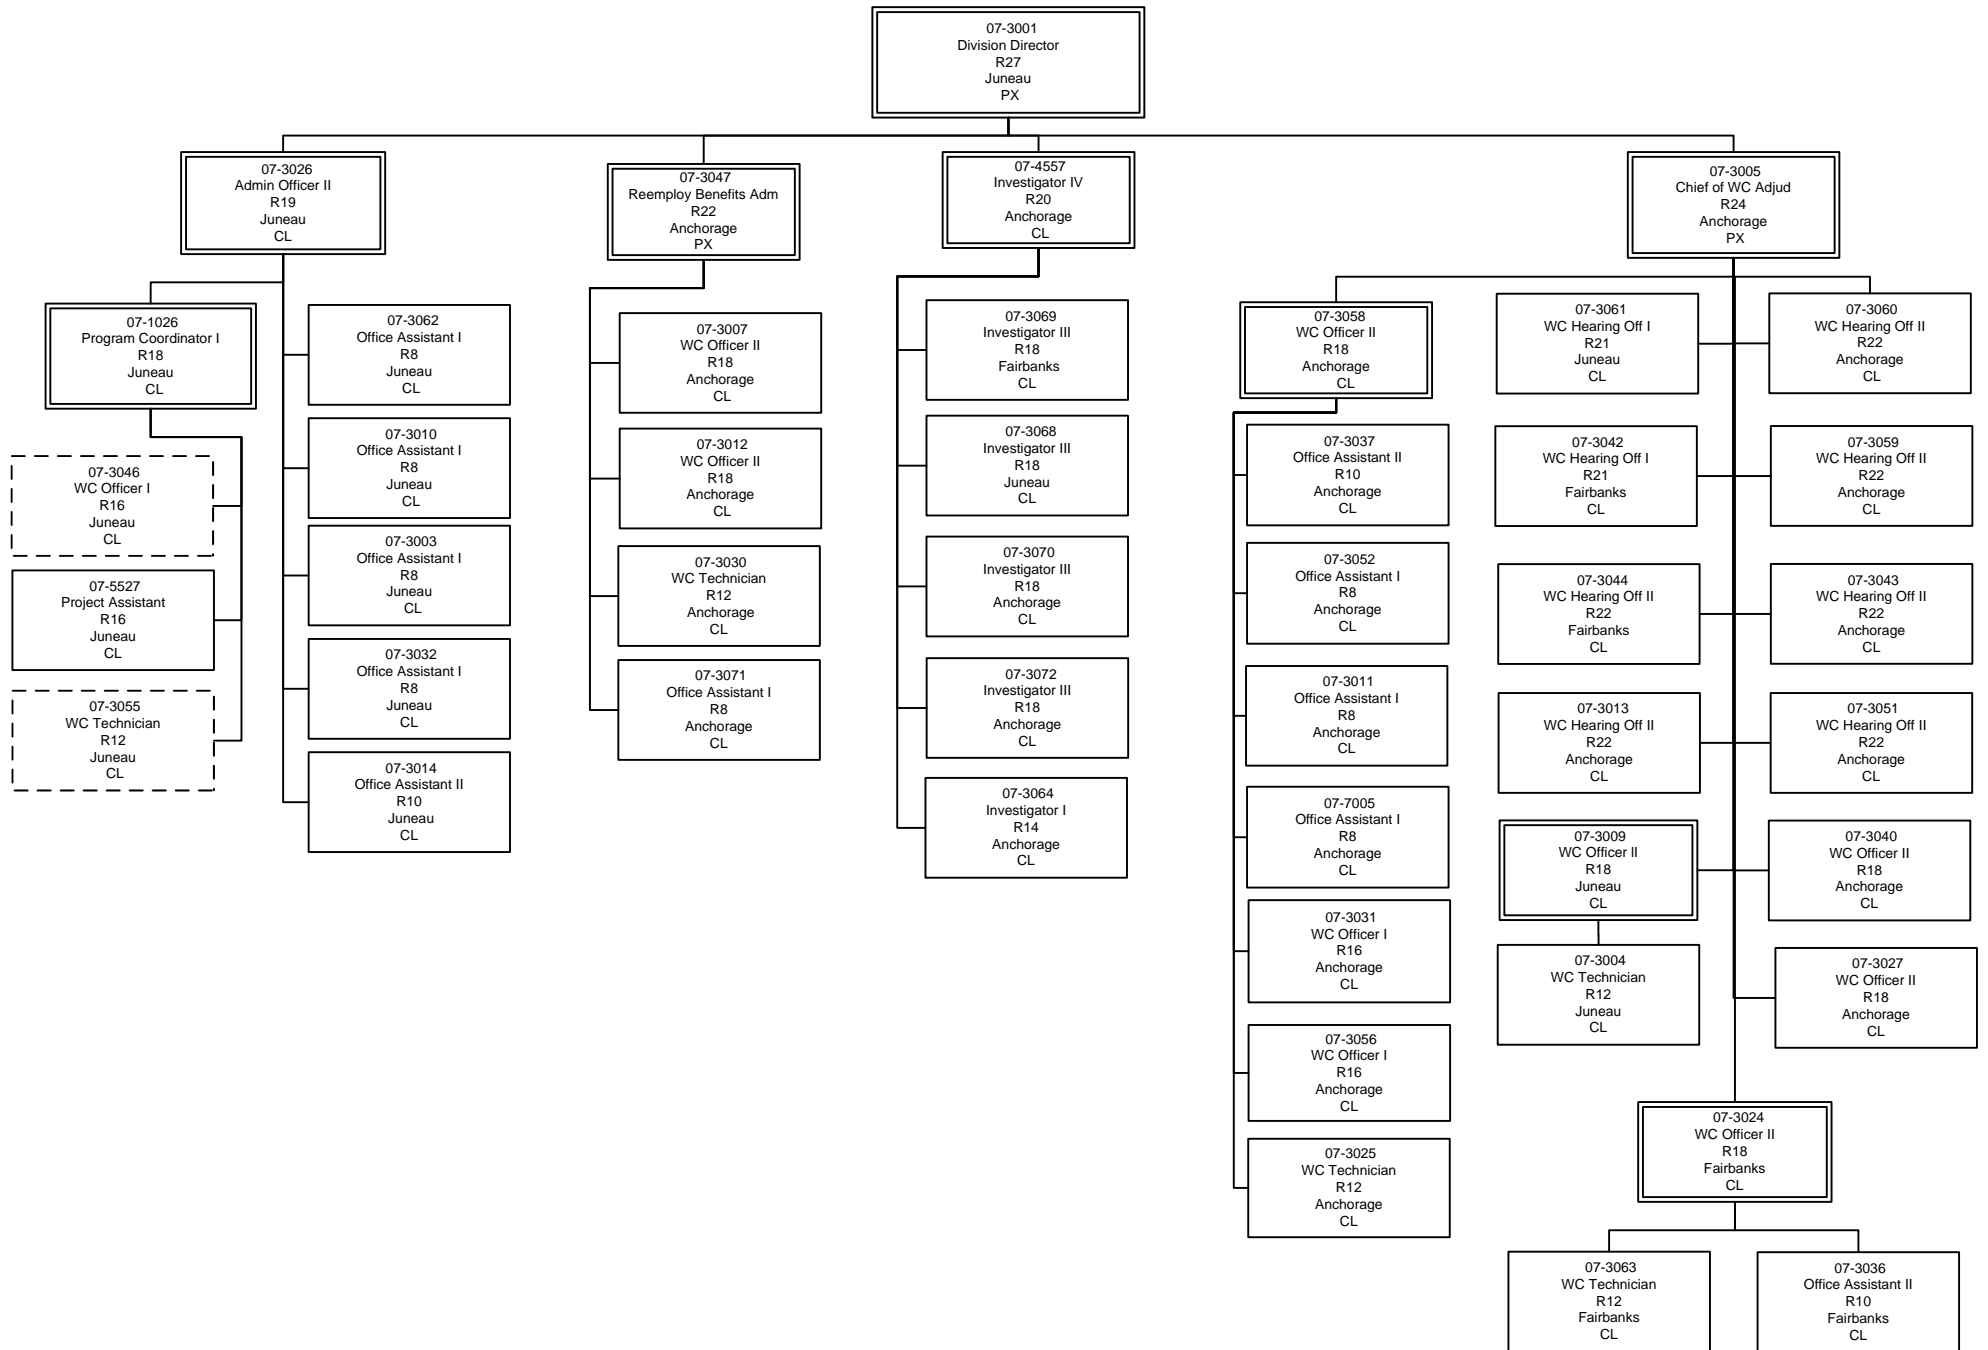 07-3001
Division Director
R27
Juneau
PX
07-3026
Admin Officer II
R19
Juneau
CL
07-3047
Reemploy Benefits Adm
R22
Anchorage
PX
07-4557
Investigator IV
R20
Anchorage
CL
07-3005
Chief of WC Adjud
R24
Anchorage
PX
07-1026
Program Coordinator I
R18
Juneau
CL
07-3046
WC Officer I
R16
Juneau
CL
07-5527
Project Assistant
R16
Juneau
CL
07-3055
WC Technician
R12
Juneau
CL
07-3062
Office Assistant I
R8
Juneau
CL
07-3010
Office Assistant I
R8
Juneau
CL
07-3003
Office Assistant I
R8
Juneau
CL
07-3032
Office Assistant I
R8
Juneau
CL
07-3014
Office Assistant II
R10
Juneau
CL
07-3007
WC Officer II
R18
Anchorage
CL
07-3012
WC Officer II
R18
Anchorage
CL
07-3030
WC Technician
R12
Anchorage
CL
07-3071
Office Assistant I
R8
Anchorage
CL
07-3069
Investigator III
R18
Fairbanks
CL
07-3068
Investigator III
R18
Juneau
CL
07-3070
Investigator III
R18
Anchorage
CL
07-3072
Investigator III
R18
Anchorage
CL
07-3064
Investigator I
R14
Anchorage
CL
07-3058
WC Officer II
R18
Anchorage
CL
07-3037
Office Assistant II
R10
Anchorage
CL
07-3052
Office Assistant I
R8
Anchorage
CL
07-3011
Office Assistant I
R8
Anchorage
CL
07-7005
Office Assistant I
R8
Anchorage
CL
07-3031
WC Officer I
R16
Anchorage
CL
07-3056
WC Officer I
R16
Anchorage
CL
07-3025
WC Technician
R12
Anchorage
CL
07-3061
WC Hearing Off I
R21
Juneau
CL
07-3060
WC Hearing Off II
R22
Anchorage
CL
07-3042
WC Hearing Off I
R21
Fairbanks
CL
07-3059
WC Hearing Off II
R22
Anchorage
CL
07-3044
WC Hearing Off II
R22
Fairbanks
CL
07-3043
WC Hearing Off II
R22
Anchorage
CL
07-3013
WC Hearing Off II
R22
Anchorage
CL
07-3051
WC Hearing Off II
R22
Anchorage
CL
07-3009
WC Officer II
R18
Juneau
CL
07-3040
WC Officer II
R18
Anchorage
CL
07-3004
WC Technician
R12
Juneau
CL
07-3027
WC Officer II
R18
Anchorage
CL
07-3024
WC Officer II
R18
Fairbanks
CL
07-3063
WC Technician
R12
Fairbanks
CL
07-3036
Office Assistant II
R10
Fairbanks
CL